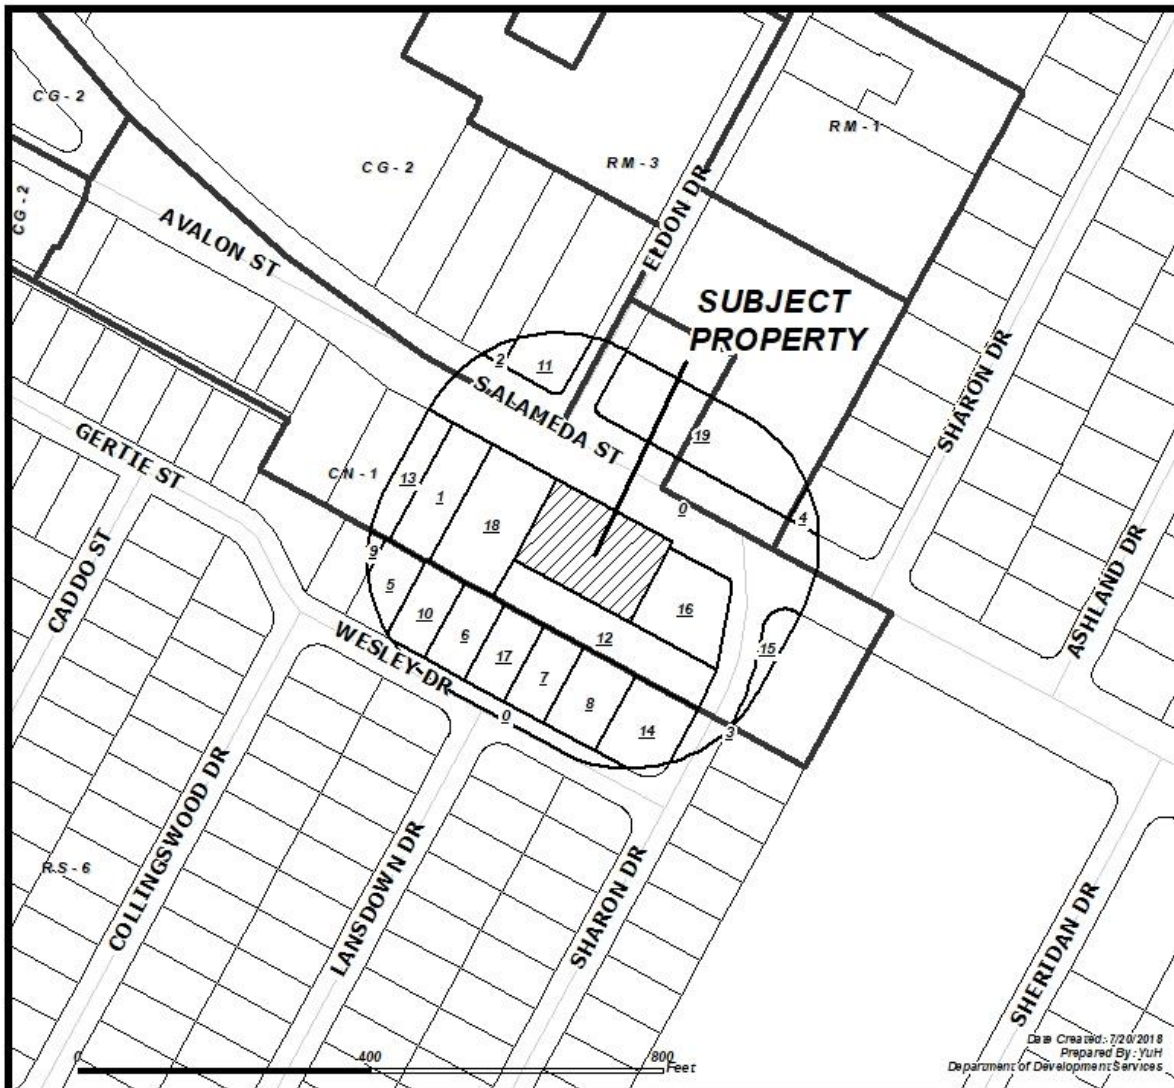 CG-2
CG-2
CG-2
RM-3
RM-1
AVALON ST
ELDON DR
SUBJECT
PROPERTY
SHARON DR
2
11
S ALAMEDA ST
GERTIE ST
CN-1
13
1
19
18
0
4
ASHLAND DR
CADDO ST
9
5
10
6
17
7
8
14
12
16
15
3
WESLEY DR
0
COLLINGSWOOD DR
LANSDOWN DR
SHARON DR
SHERIDAN DR
RS-6
0
400
800
Feet
Date Created: 7/20/2018
Prepared By: YuH
Department of Development Services